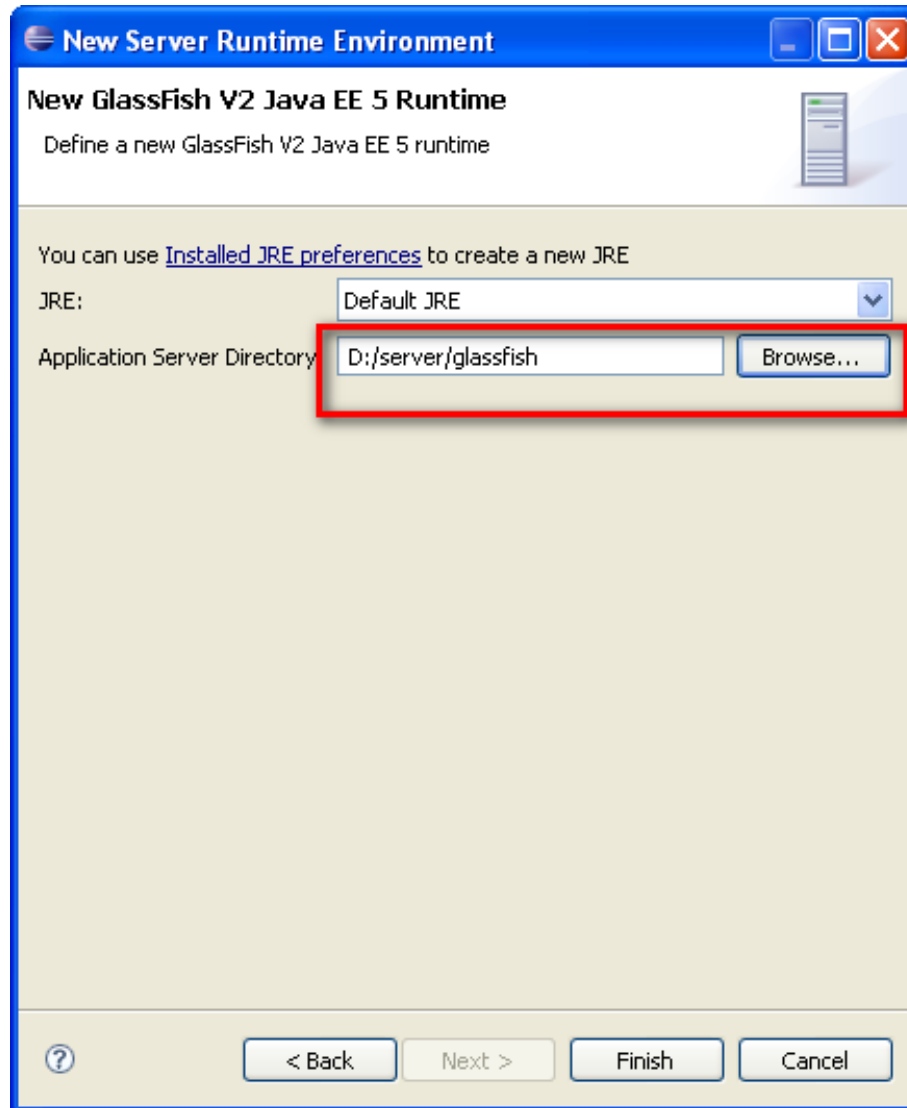 New Server Runtime Environment
New GlassFish V2 Java EE 5 Runtime
Define a new GlassFish V2 Java EE 5 runtime
You can use Installed JRE preferences to create a new JRE
JRE: Default JRE
Application Server Directory D:/server/glassfish Browse...
? < Back Next > Finish Cancel